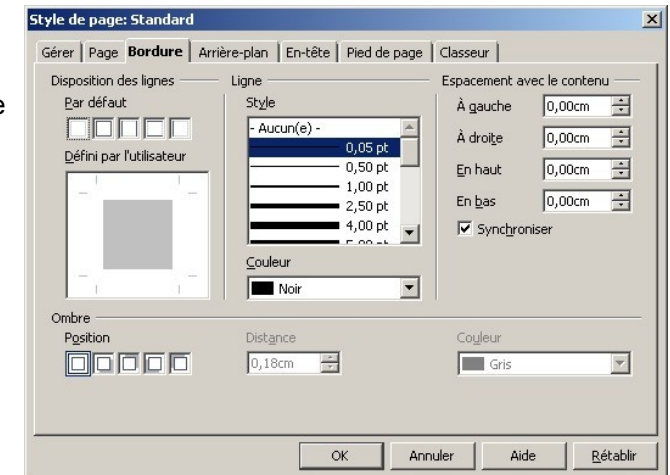 Style de page: Standard
Gérer Page Bordure Arrière-plan En-tête Pied de page Classeur
e
Disposition des lignes
Par défaut
Défini par l'utilisateur
Ligne
Style
- Aucun(e) -
0,05 pt
0,50 pt
1,00 pt
2,50 pt
4,00 pt
Couleur
Noir
Espacement avec le contenu
À gauche 0,00cm
À droite 0,00cm
En haut 0,00cm
En bas 0,00cm
Synchroniser
Ombre
Position
Distance
0,18cm
Couleur
Gris
OK Annuler Aide Rétablir